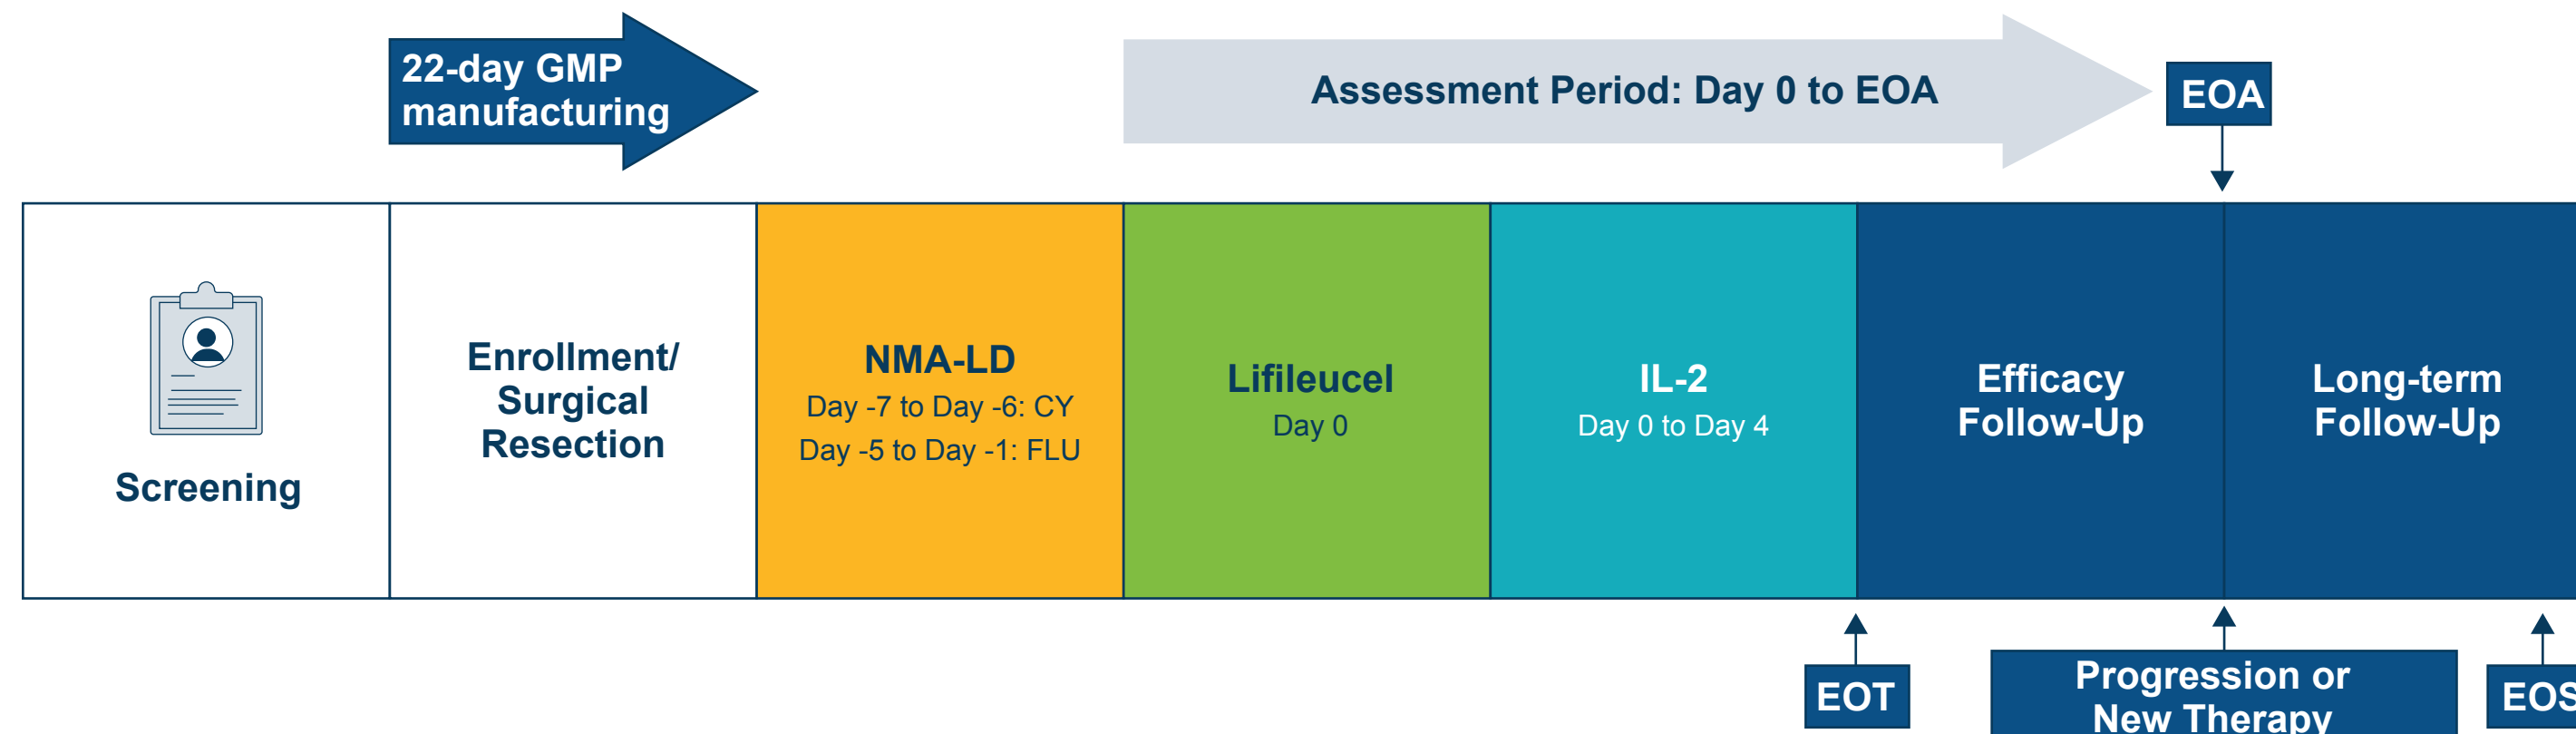 22-day GMP
manufacturing
Assessment Period: Day 0 to EOA
EOA
Screening
Enrollment/
Surgical
Resection
NMA-LD
Day -7 to Day -6: CY
Day -5 to Day -1: FLU
Lifileucel
Day 0
IL-2
Day 0 to Day 4
Efficacy
Follow-Up
Long-term
Follow-Up
EOT
Progression or
New Therapy
EOS